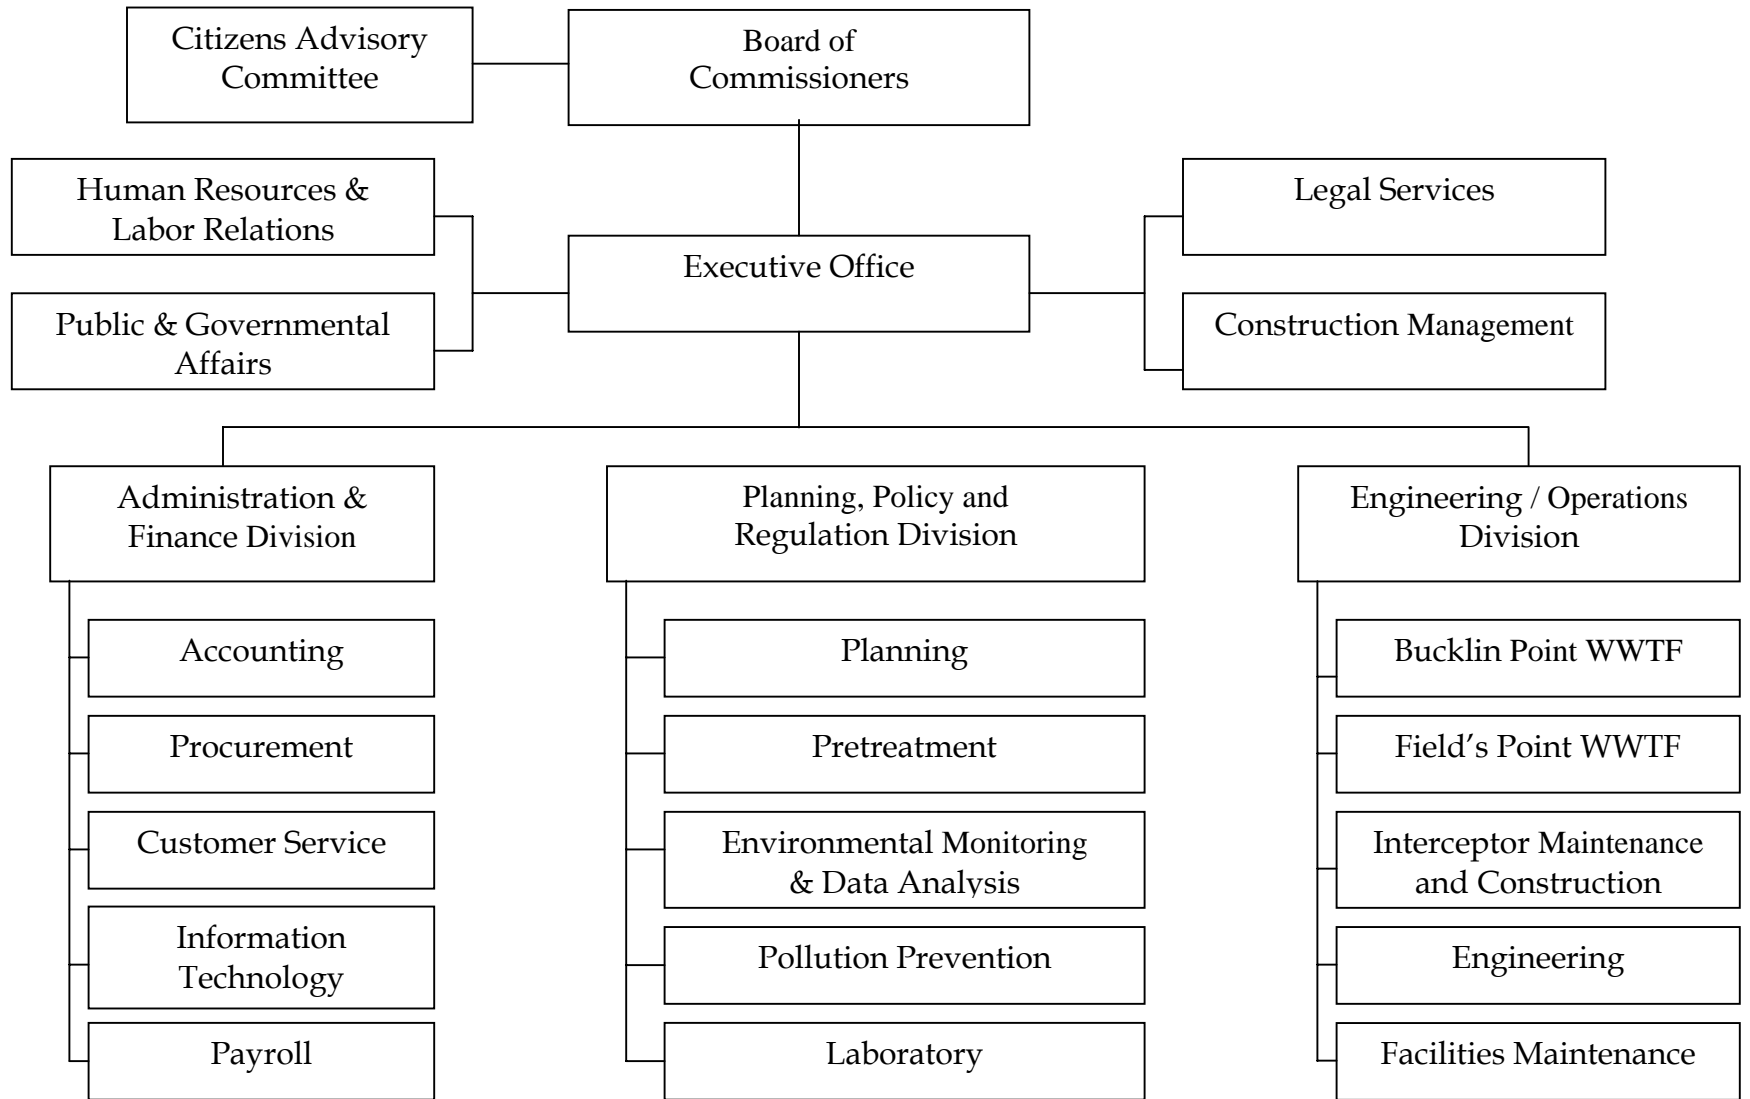 Citizens Advisory
Committee
Board of
Commissioners
Human Resources &
Labor Relations
Legal Services
Executive Office
Public & Governmental
Affairs
Construction Management
Administration &
Finance Division
Planning, Policy and
Regulation Division
Engineering / Operations
Division
Accounting
Procurement
Customer Service
Information
Technology
Payroll
Planning
Pretreatment
Environmental Monitoring
& Data Analysis
Pollution Prevention
Laboratory
Bucklin Point WWTF
Field’s Point WWTF
Interceptor Maintenance
and Construction
Engineering
Facilities Maintenance